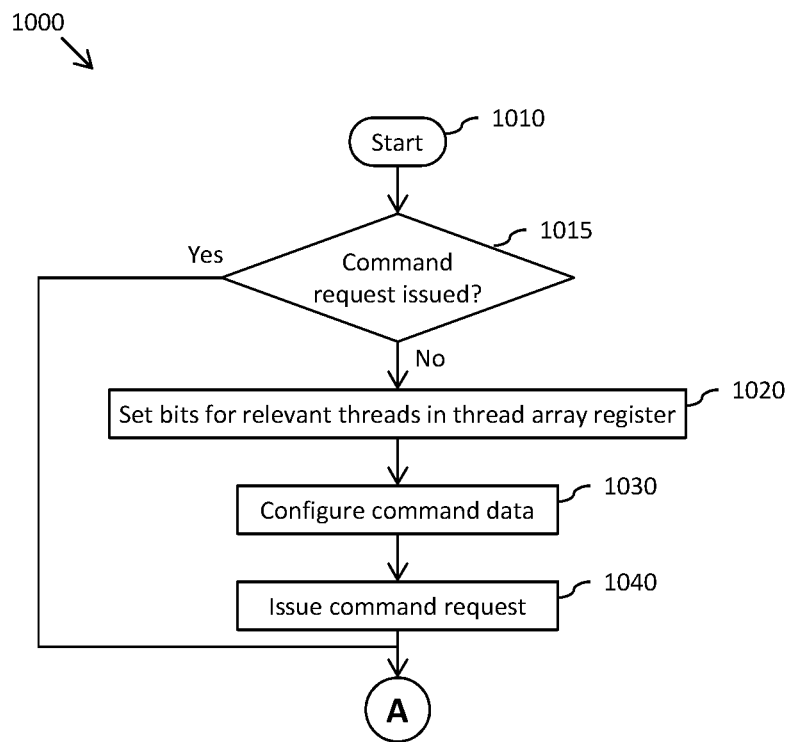 1000
1010
Start
1015
Yes
Command
request issued?
No
1020
Set bits for relevant threads in thread array register
1030
Configure command data
1040
Issue command request
A